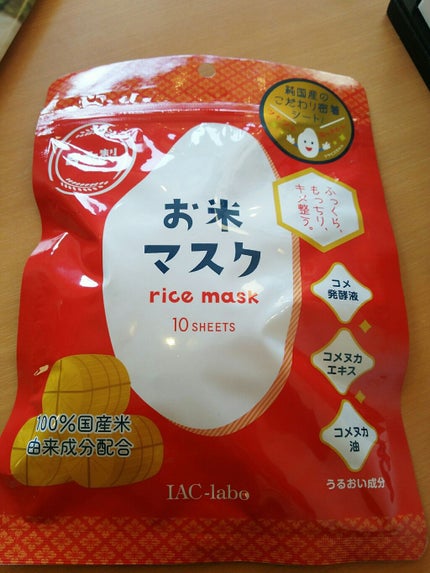 純国産の
こだわり密着
シート!
ふっくら、
もっちり、
キメ整う。
お米
マスク
rice mask
10 SHEETS
コメ
発酵液
コメヌカ
エキス
コメヌカ
油
うるおい成分
100%国産米
由来成分配合
IAC-labo